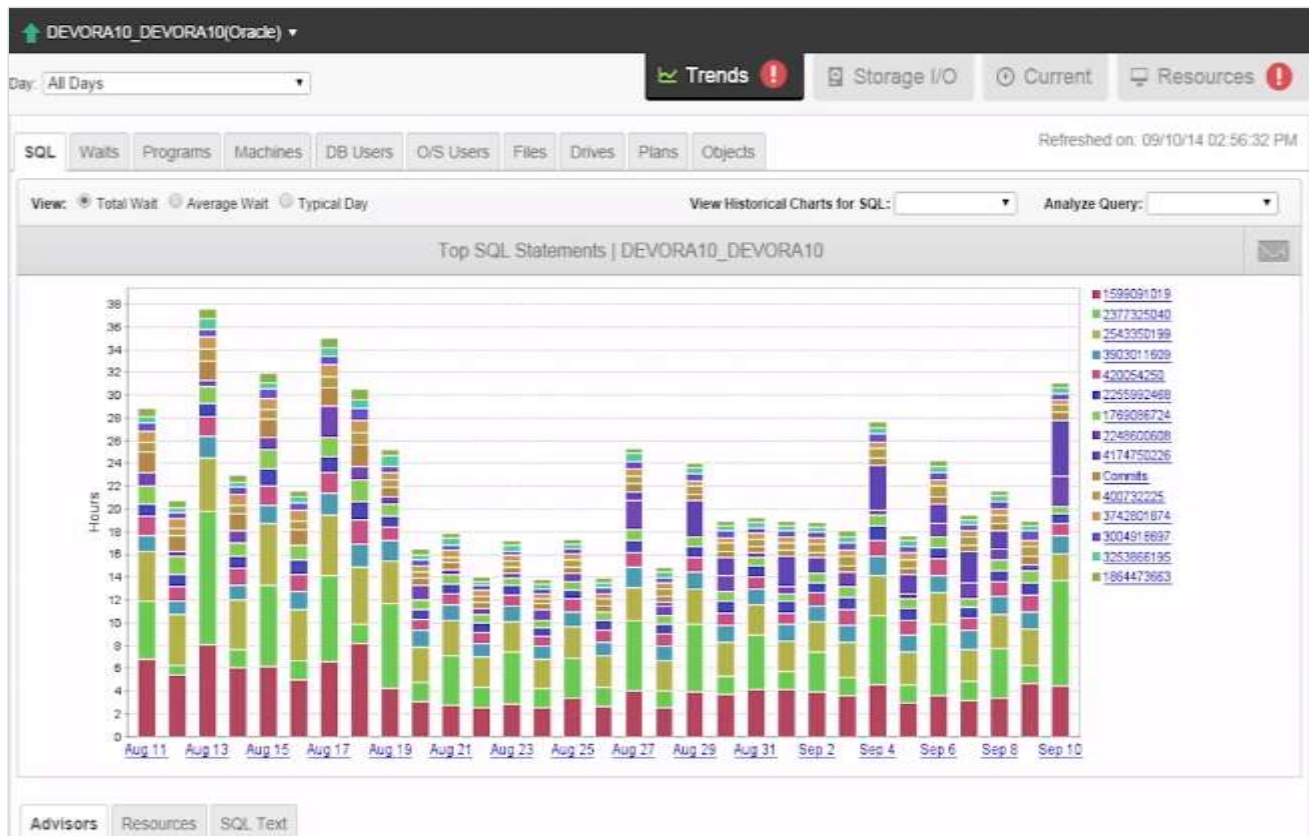 DEVORA10_DEVORA10(Oracle)
Day: All Days
Trends
Storage I/O
Current
Resources
SQL
Waits
Programs
Machines
DB Users
O/S Users
Files
Drives
Plans
Objects
Refreshed on: 09/10/14 02:56:32 PM
View: Total Wait Average Wait Typical Day
View Historical Charts for SQL:
Analyze Query:
Top SQL Statements | DEVORA10_DEVORA10
Hours
38
36
34
32
30
28
26
24
22
20
18
16
14
12
10
8
6
4
2
0
Aug 11
Aug 13
Aug 15
Aug 17
Aug 19
Aug 21
Aug 23
Aug 25
Aug 27
Aug 29
Aug 31
Sep 2
Sep 4
Sep 6
Sep 8
Sep 10
1599091019
2377325040
2543350199
3903011609
420054250
2255992468
1769086724
2248600608
4174750226
Commits
400732225
3742801874
3004918697
3253866195
1864473663
Advisors
Resources
SQL Text